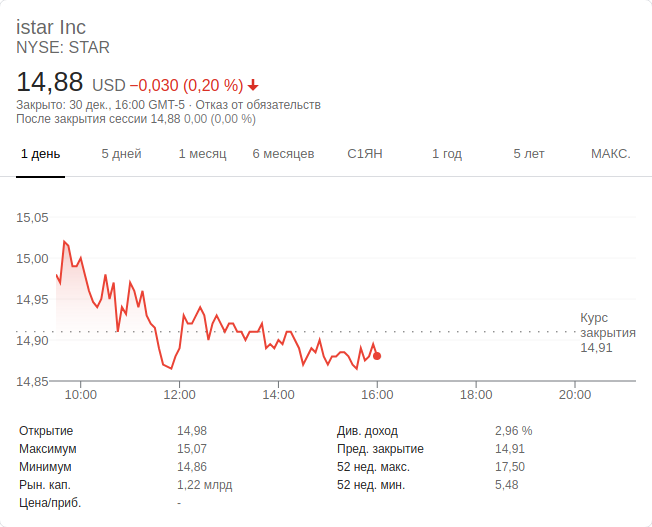 istar Inc
NYSE: STAR
14,88 USD −0,030 (0,20 %)
Закрыто: 30 дек., 16:00 GMT-5 · Отказ от обязательств
После закрытия сессии 14,88 0,00 (0,00 %)
1 день 5 дней 1 месяц 6 месяцев С1ЯН 1 год 5 лет МАКС.
15,05
15,00
14,95
14,90
14,85
Курс
закрытия
14,91
10:00 12:00 14:00 16:00 18:00 20:00
Открытие 14,98 Див. доход 2,96 %
Максимум 15,07 Пред. закрытие 14,91
Минимум 14,86 52 нед. макс. 17,50
Рын. кап. 1,22 млрд 52 нед. мин. 5,48
Цена/приб. -